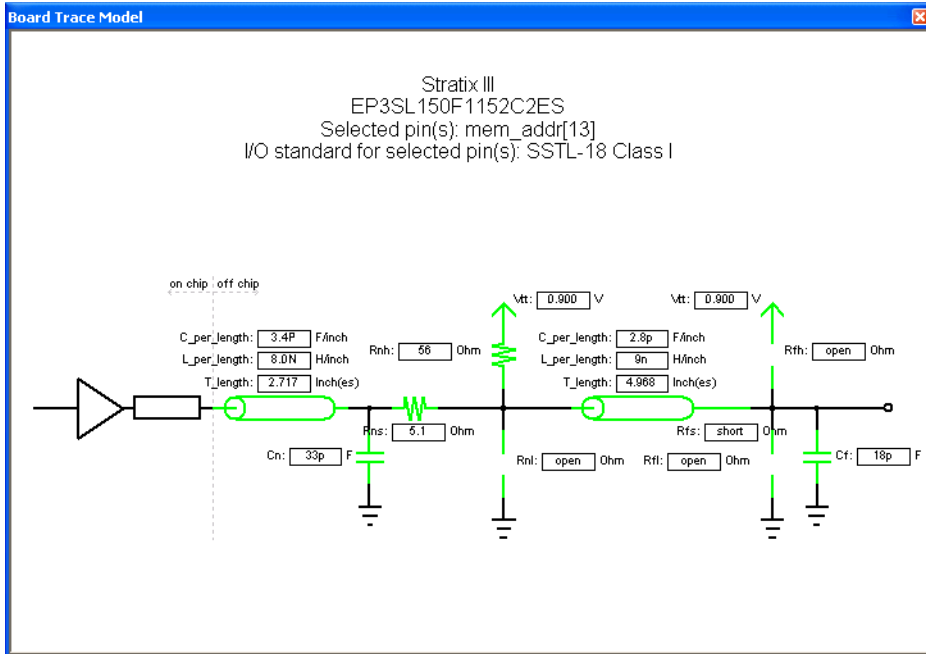 Board Trace Model
Stratix III
EP3SL150F1152C2ES
Selected pin(s): mem_addr[13]
I/O standard for selected pin(s): SSTL-18 Class I
on chip off chip
Vtt: 0.900 V
Vtt: 0.900 V
C_per_length: 3.4P F/inch
L_per_length: 8.0N H/inch
T_length: 2.717 Inch(es)
Rnh: 56 Ohm
C_per_length: 2.8p F/inch
L_per_length: 9n H/inch
T_length: 4.968 Inch(es)
Rfh: open Ohm
Rns: 5.1 Ohm
Rfs: short Ohm
Cn: 33p F
Rnl: open Ohm
Rfl: open Ohm
Cf: 18p F